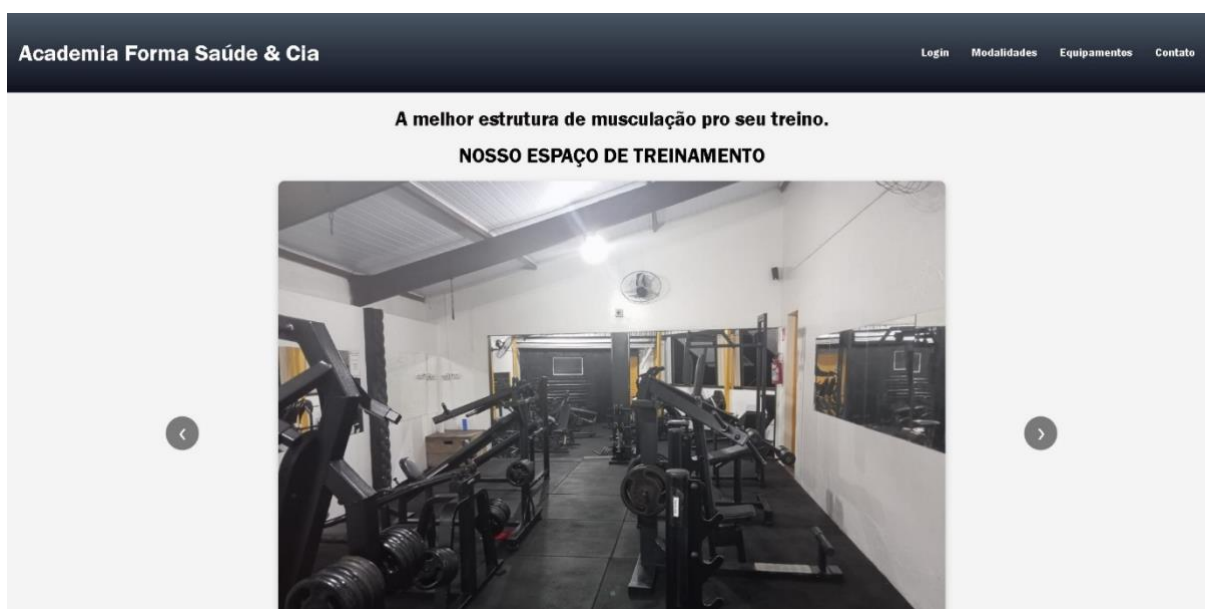 Academia Forma Saúde & Cia
Login Modalidades Equipamentos Contato
A melhor estrutura de musculação pro seu treino.
NOSSO ESPAÇO DE TREINAMENTO